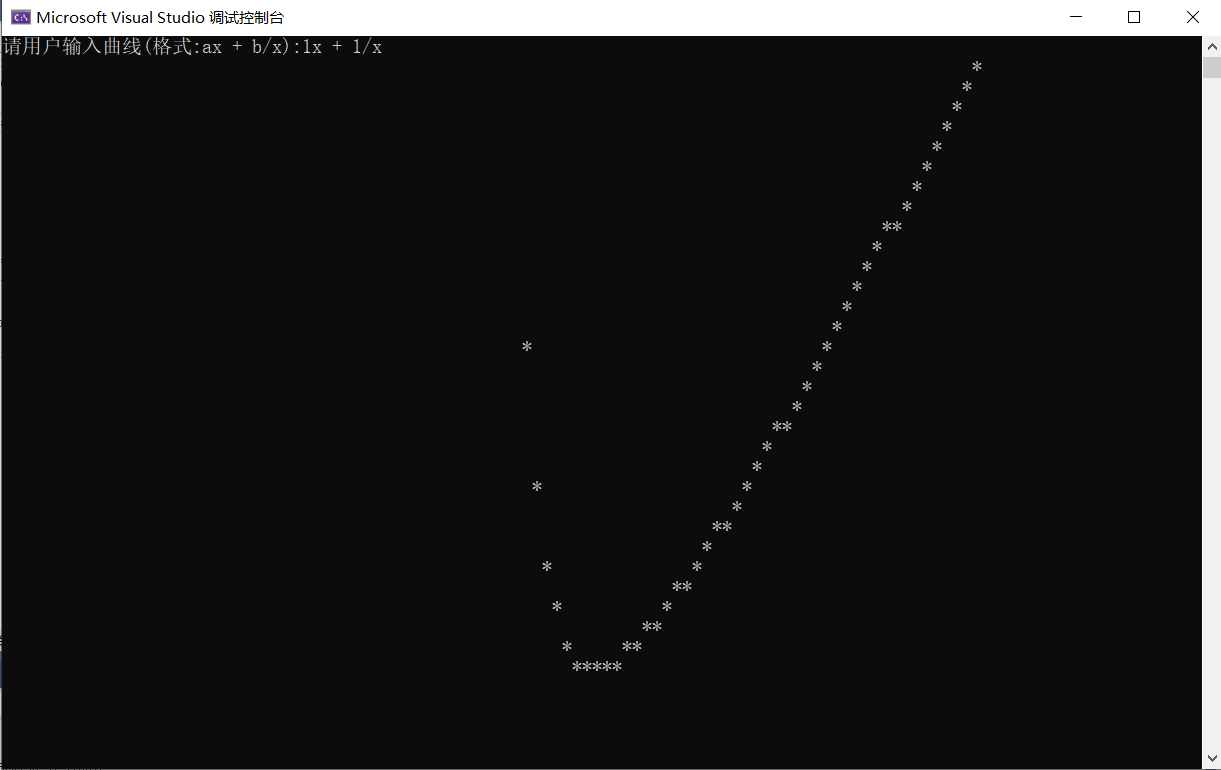 Microsoft Visual Studio 调试控制台
请用户输入曲线(格式:ax + b/x):1x + 1/x